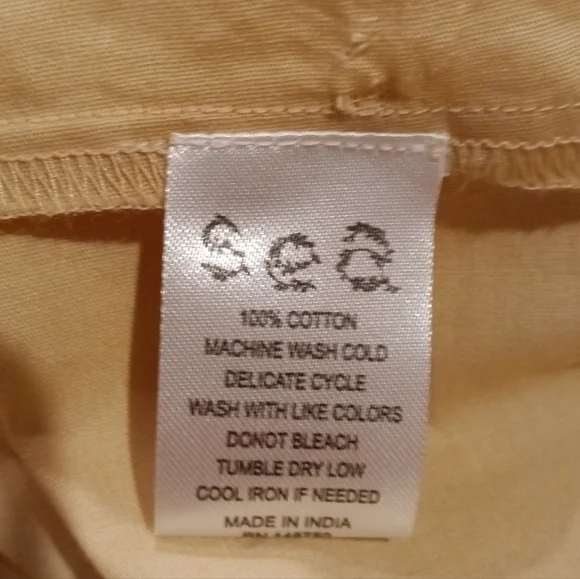 sea
100% COTTON
MACHINE WASH COLD
DELICATE CYCLE
WASH WITH LIKE COLORS
DONOT BLEACH
TUMBLE DRY LOW
COOL IRON IF NEEDED
MADE IN INDIA